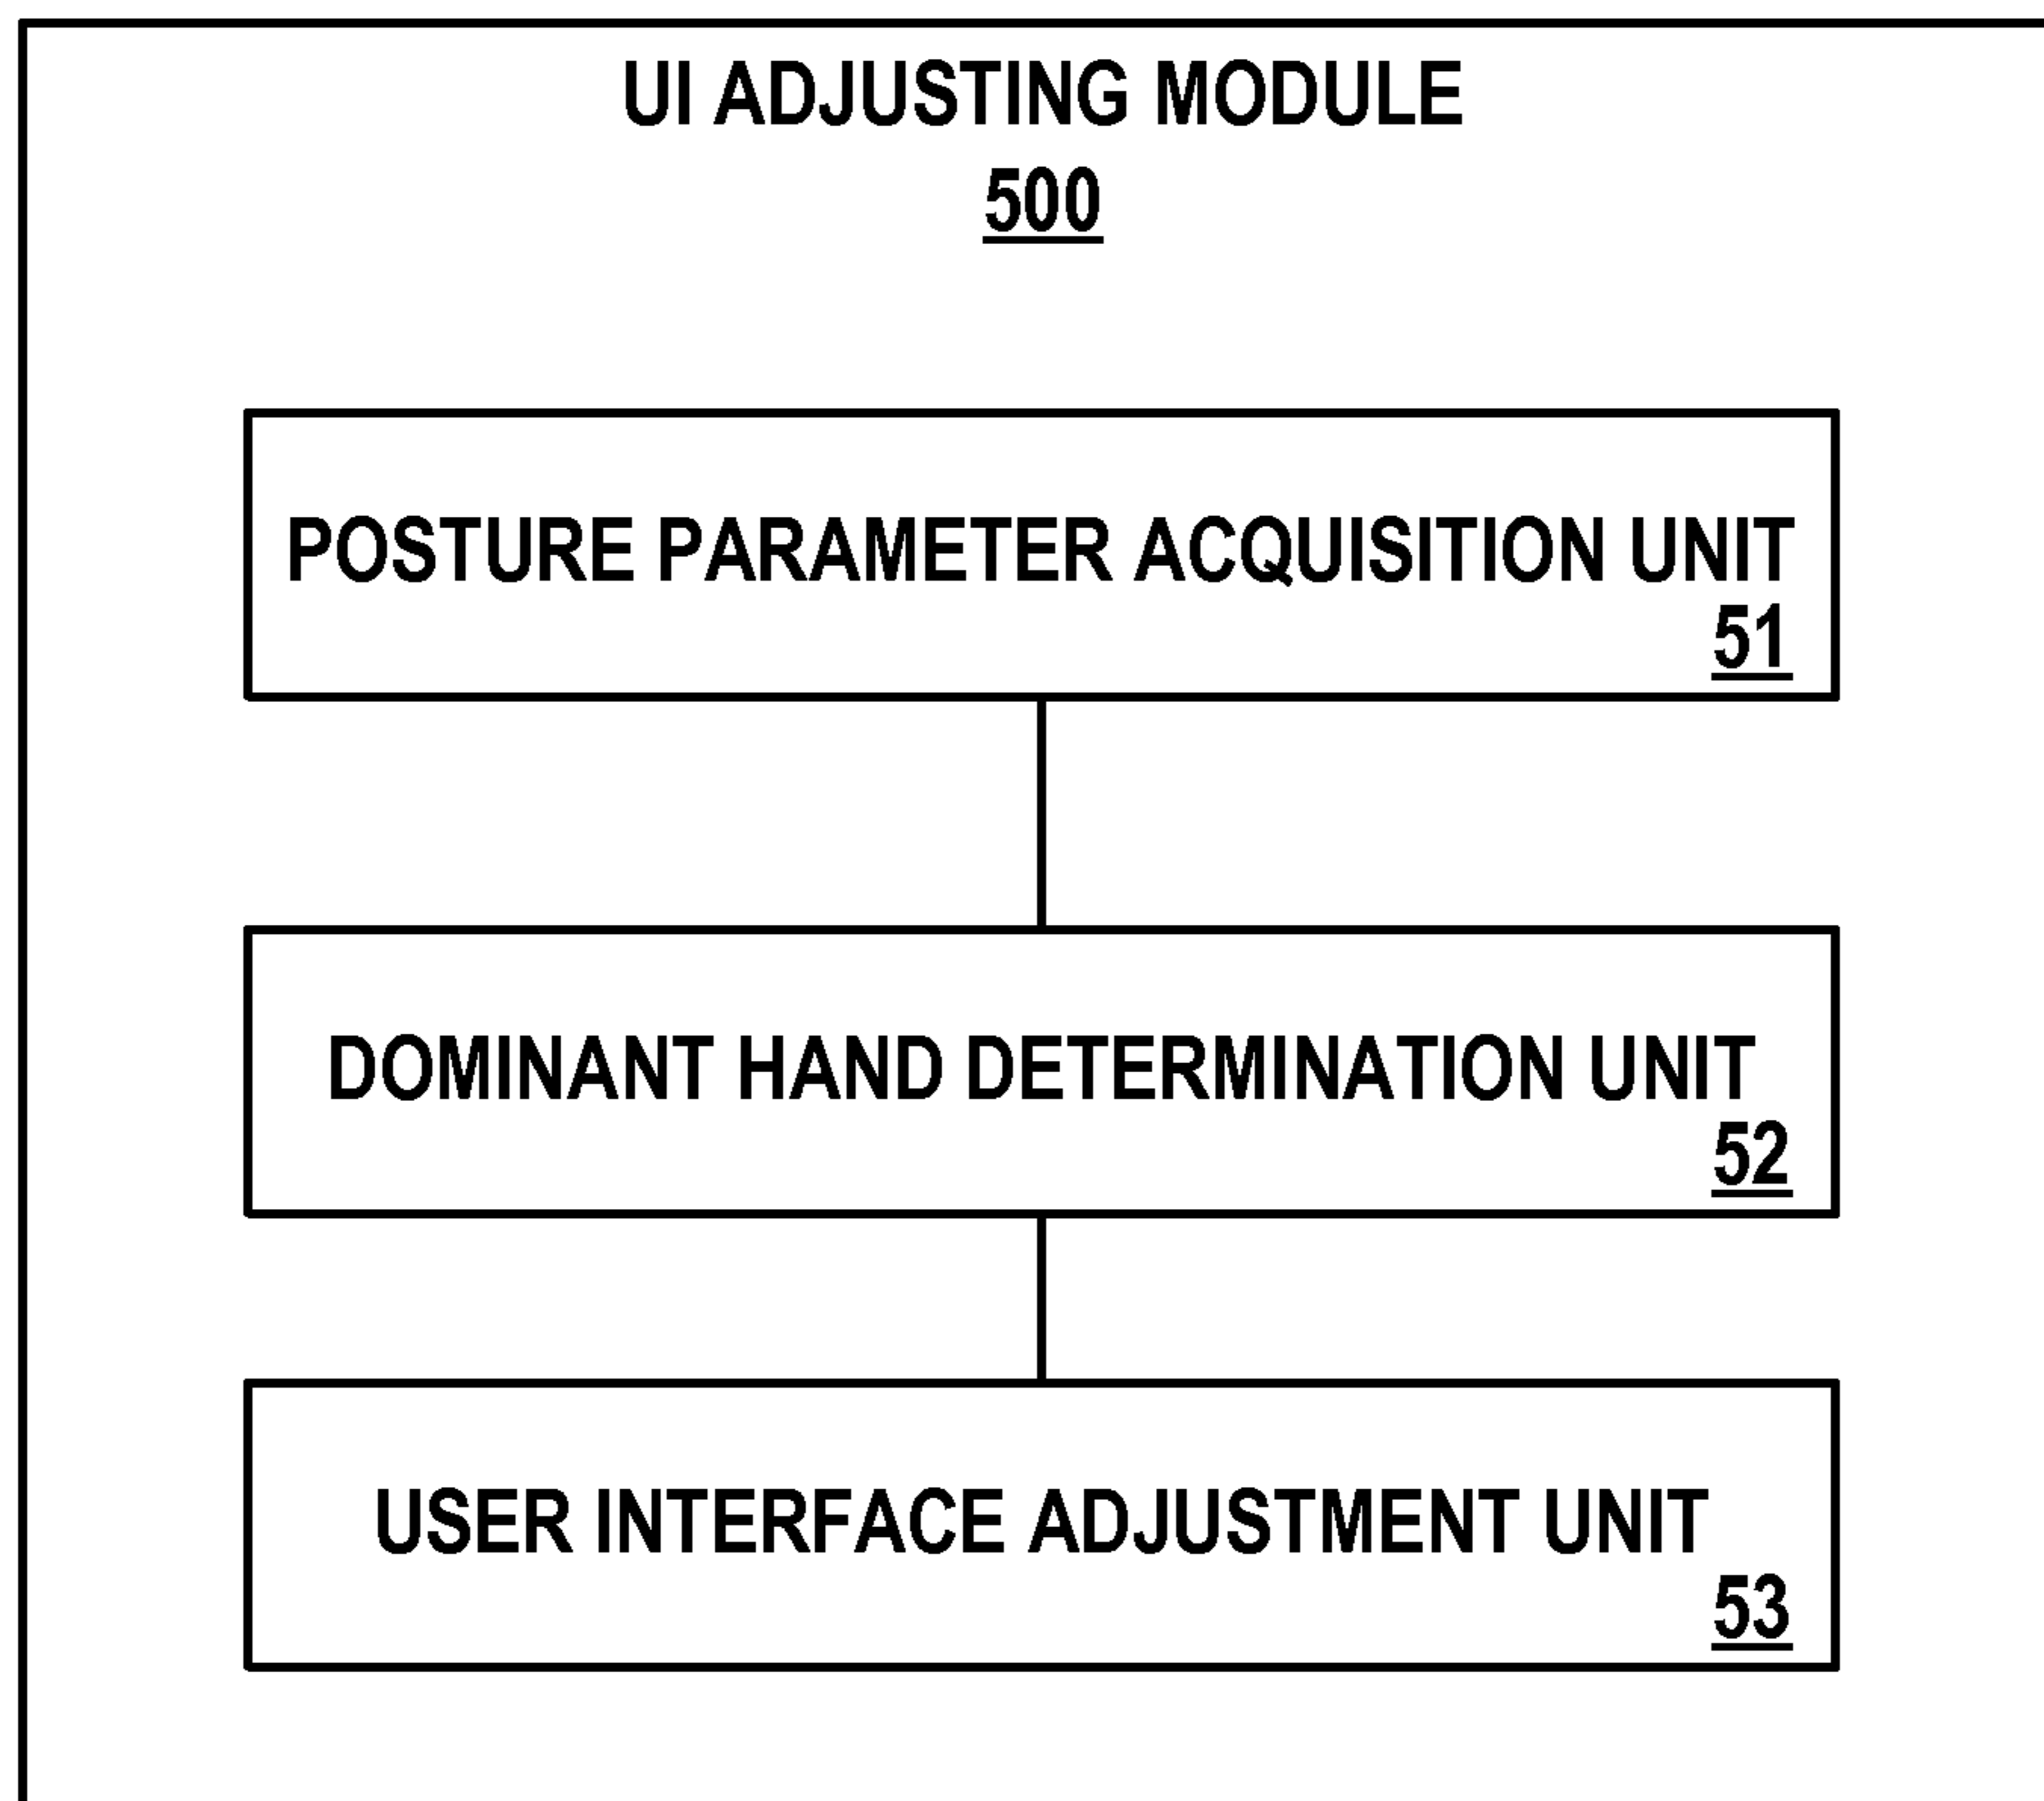 UI ADJUSTING MODULE
500
POSTURE PARAMETER ACQUISITION UNIT
51
DOMINANT HAND DETERMINATION UNIT
52
USER INTERFACE ADJUSTMENT UNIT
53